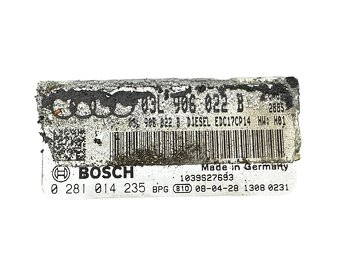 03L 906 022 B
03L 906 022 B DIESEL EDC17CP14 HW: H01
BOSCH
Made in Germany
1039S27693
0 281 014 235 BPG 810 08-04-28 1308 0231